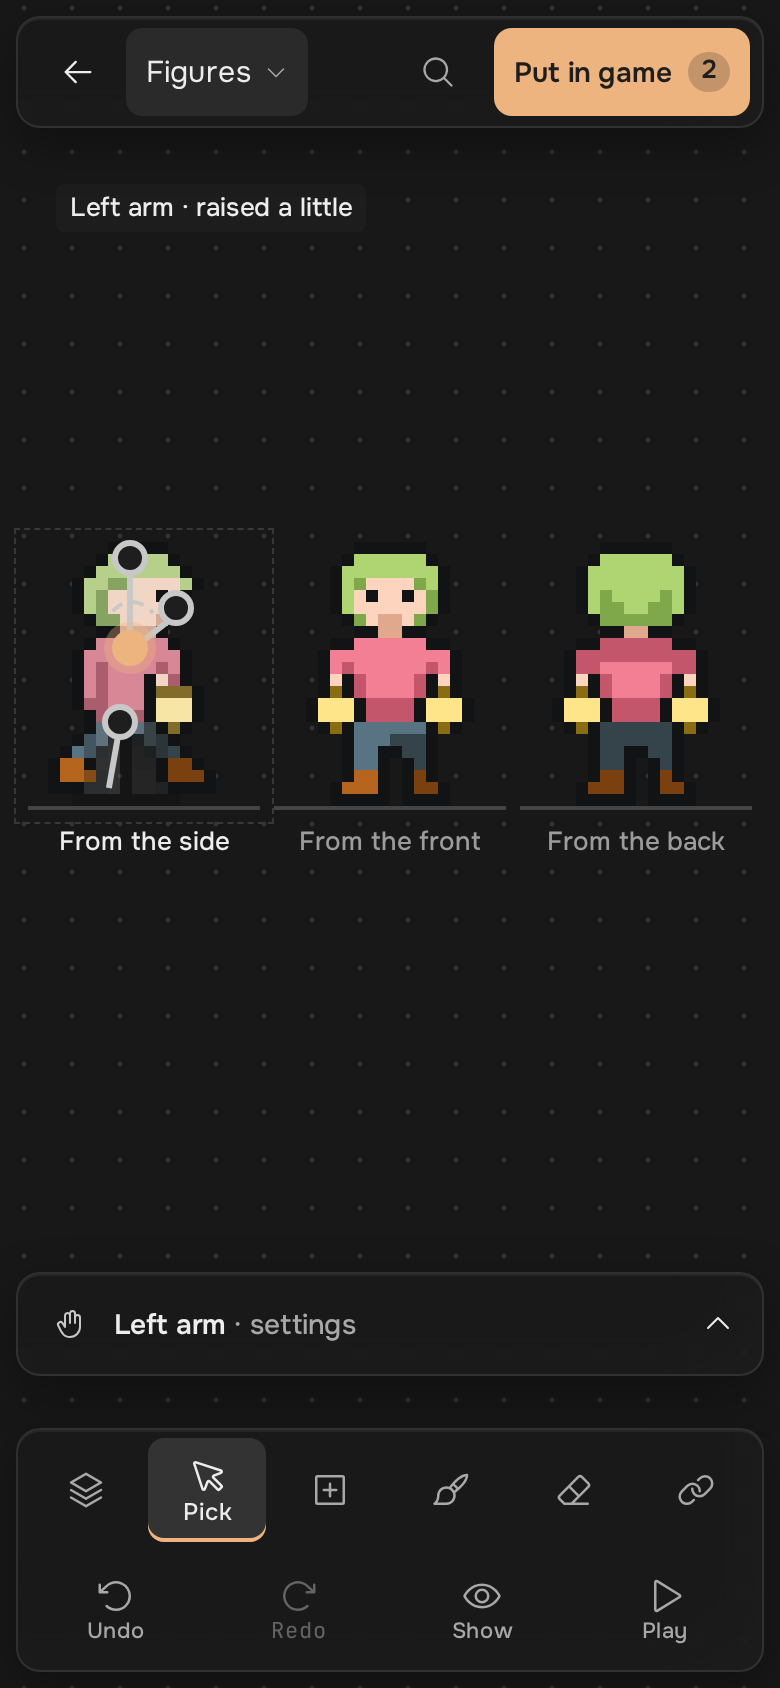 Figures
Put in game 2
Left arm · raised a little
From the side
From the front
From the back
Left arm · settings
Pick
Undo
Redo
Show
Play